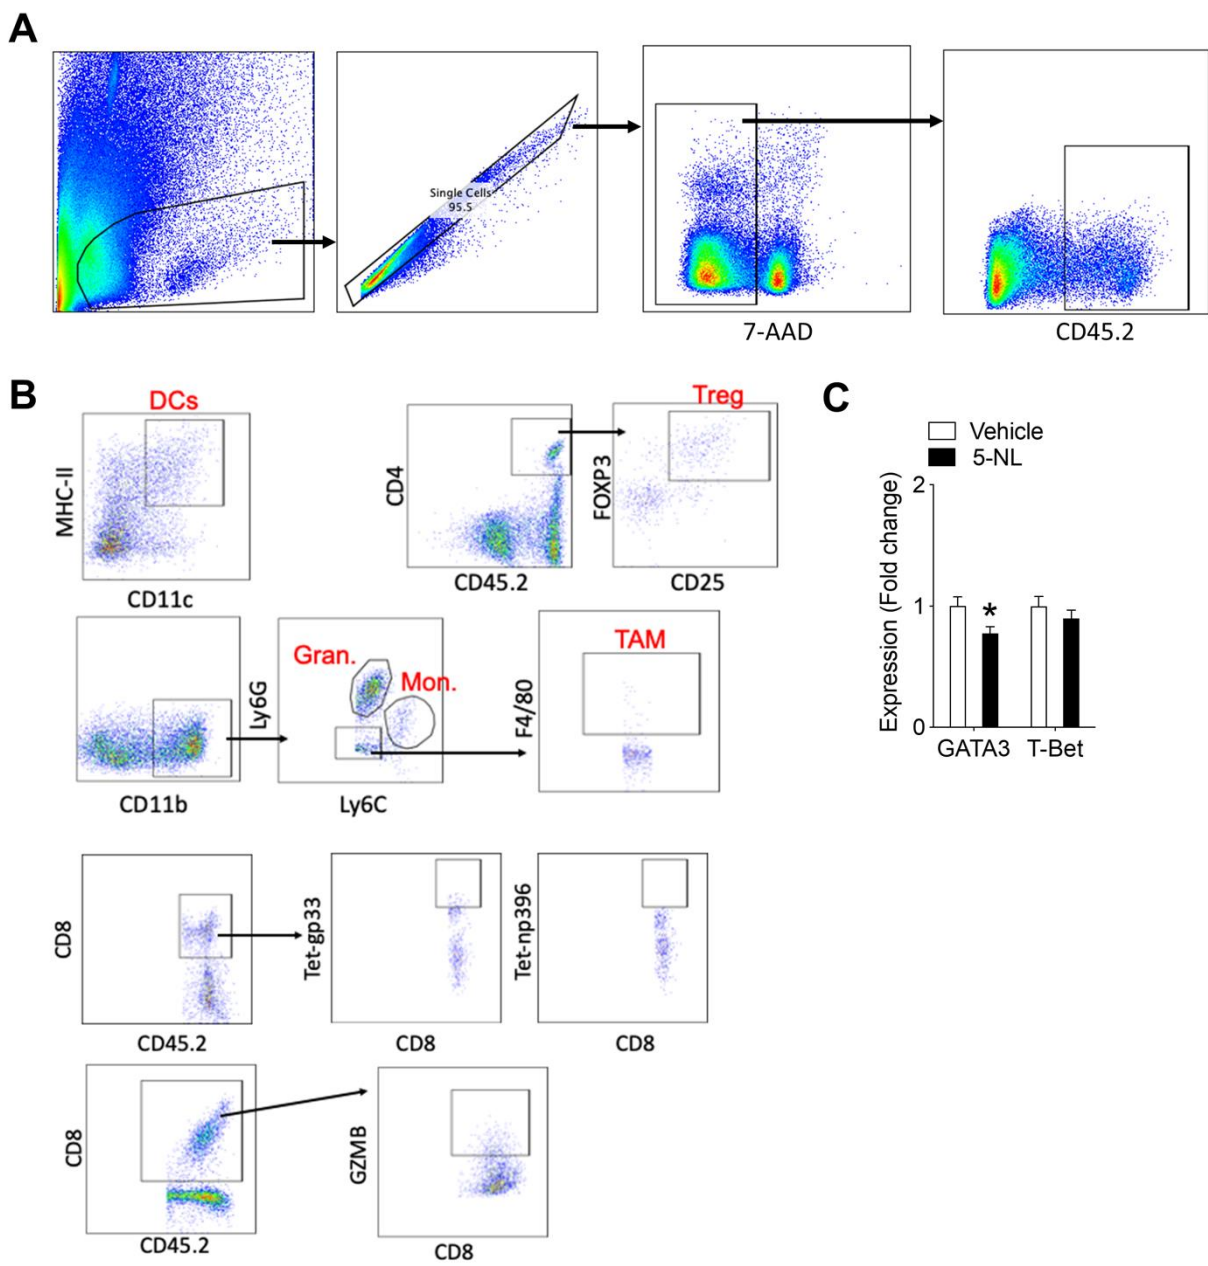 A
Single Cells
95.5
7-AAD
CD45.2
B
DCs
MHC-II
CD11c
CD4
CD45.2
Treg
FOXP3
CD25
CD11b
Ly6G
Gran.
Mon.
Ly6C
TAM
F4/80
CD8
CD45.2
Tet-gp33
CD8
Tet-np396
CD8
CD8
CD45.2
GZMB
CD8
C
Vehicle
5-NL
Expression (Fold change)
2
1
0
*
GATA3 T-Bet